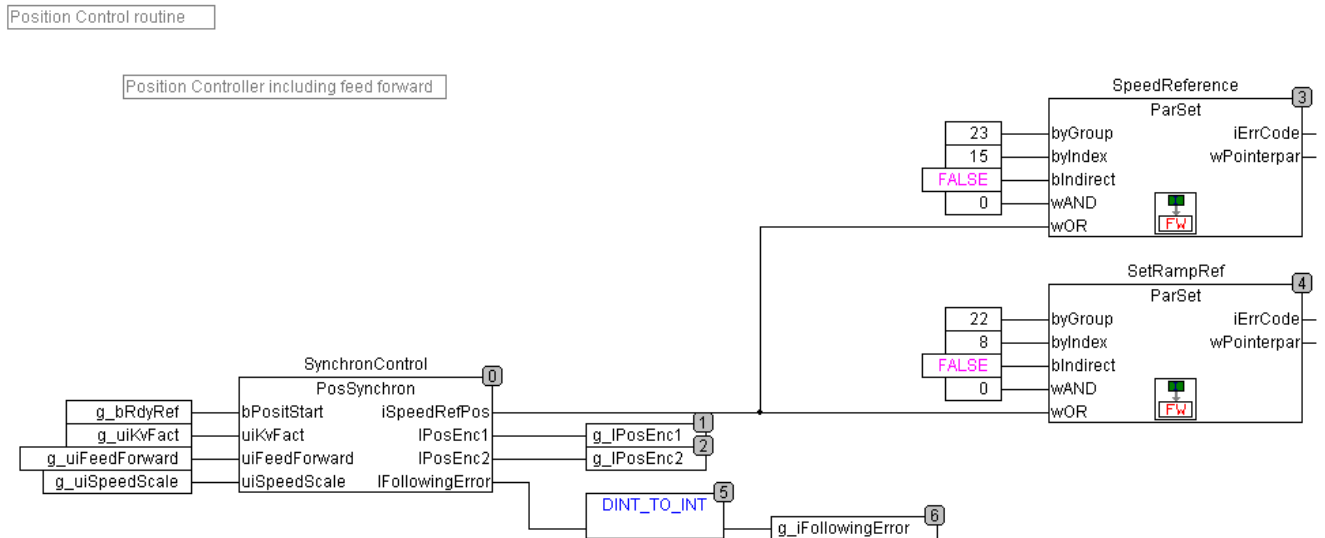 Position Control routine
Position Controller including feed forward
SpeedReference
3
ParSet
23 byGroup iErrCode
15 byIndex wPointerpar
FALSE bIndirect
0 wAND
wOR
FW
SetRampRef
4
ParSet
22 byGroup iErrCode
8 byIndex wPointerpar
FALSE bIndirect
0 wAND
wOR
FW
SynchronControl
0
PosSynchron
g_bRdyRef bPositStart iSpeedRefPos
g_uiKvFact uiKvFact lPosEnc1
g_uiFeedForward uiFeedForward lPosEnc2
g_uiSpeedScale uiSpeedScale lFollowingError
1
g_lPosEnc1
2
g_lPosEnc2
5
DINT_TO_INT
6
g_iFollowingError